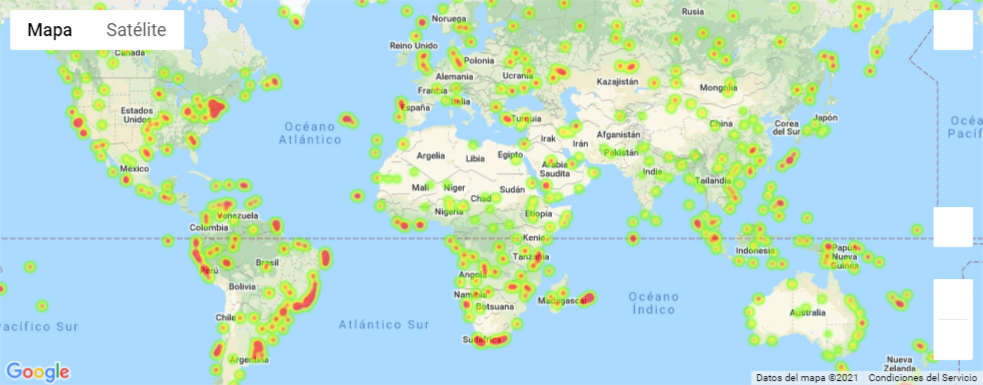 Mapa
Satélite
Canadá
Noruega
Rusia
Reino Unido
Polonia
Alemania
Ucrania
Kazajistán
Mongolia
Francia
Italia
España
Turquía
Estados
Unidos
China
Corea
del Sur
Japón
Océano
Atlántico
Afganistán
Irak
Irán
Pakistán
Argelia
Libia
Egipto
Arabia
Saudita
India
México
Malí
Níger
Chad
Sudán
Tailandia
Nigeria
Etiopía
Venezuela
Colombia
Kenia
Indonesia
Papúa
Nueva
Guinea
Perú
Brasil
Tanzania
Angola
Bolivia
Namibia
Botsuana
Madagascar
Océano
Índico
Australia
Chile
Pacífico Sur
Atlántico Sur
Sudáfrica
Argentina
Nueva
Zelanda
Google
Datos del mapa ©2021
Condiciones del Servicio